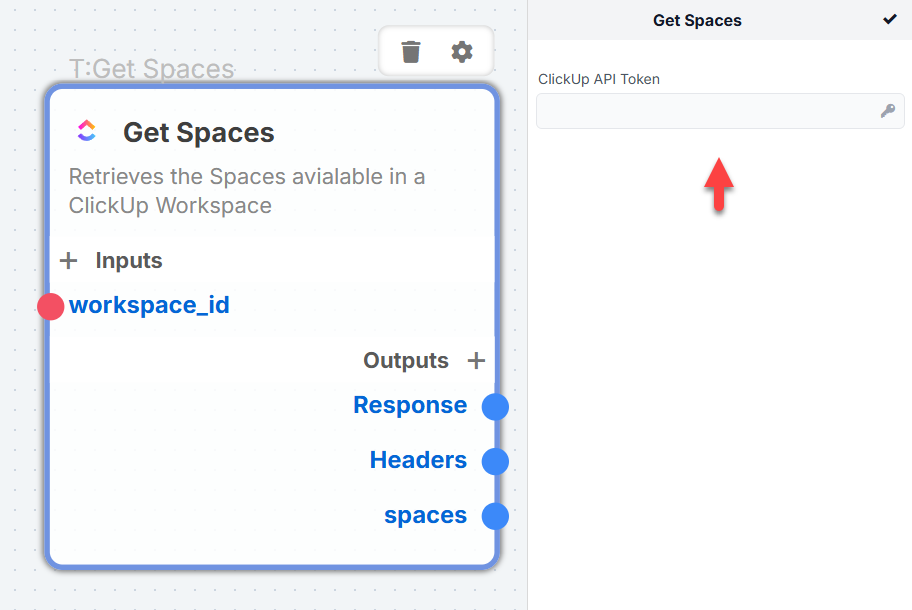 T:Get Spaces
Get Spaces
Retrieves the Spaces avialable in a
ClickUp Workspace
+ Inputs
workspace_id
Outputs +
Response
Headers
spaces
Get Spaces
ClickUp API Token